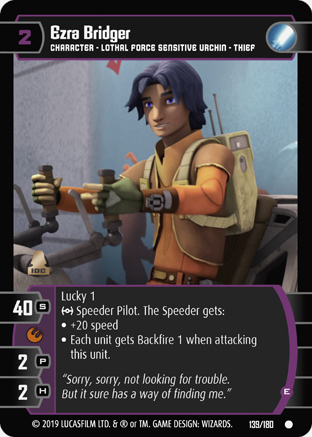 2
Ezra Bridger
CHARACTER - LOTHAL FORCE SENSITIVE URCHIN - THIEF
IDC
40 S
Lucky 1
Speeder Pilot. The Speeder gets:
• +20 speed
• Each unit gets Backfire 1 when attacking
this unit.
2 P
2 H
"Sorry, sorry, not looking for trouble.
But it sure has a way of finding me."
E
© 2019 LUCASFILM LTD. & ® OR TM. GAME DESIGN: WIZARDS. 139/180